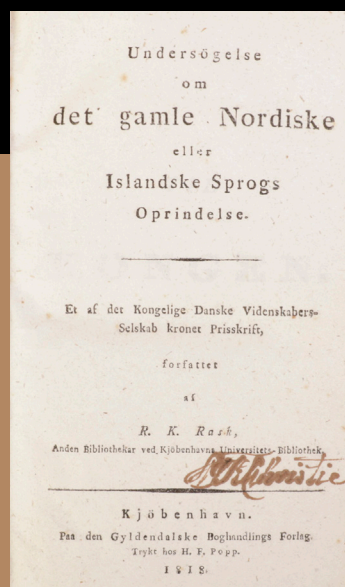 Undersögelse
om
det gamle Nordiske
eller
Islandske Sprogs
Oprindelse.
Et af det Kongelige Danske Videnskabers-
Selskab kronet Prisskrift,
forfattet
af
R. K. Rask,
Anden Bibliothekar ved Kjöbenhavns Universitets-Bibliothek.
Christie
Kjöbenhavn.
Paa den Gyldendalske Boghandlings Forlag.
Trykt hos H. F. Popp.
1818.